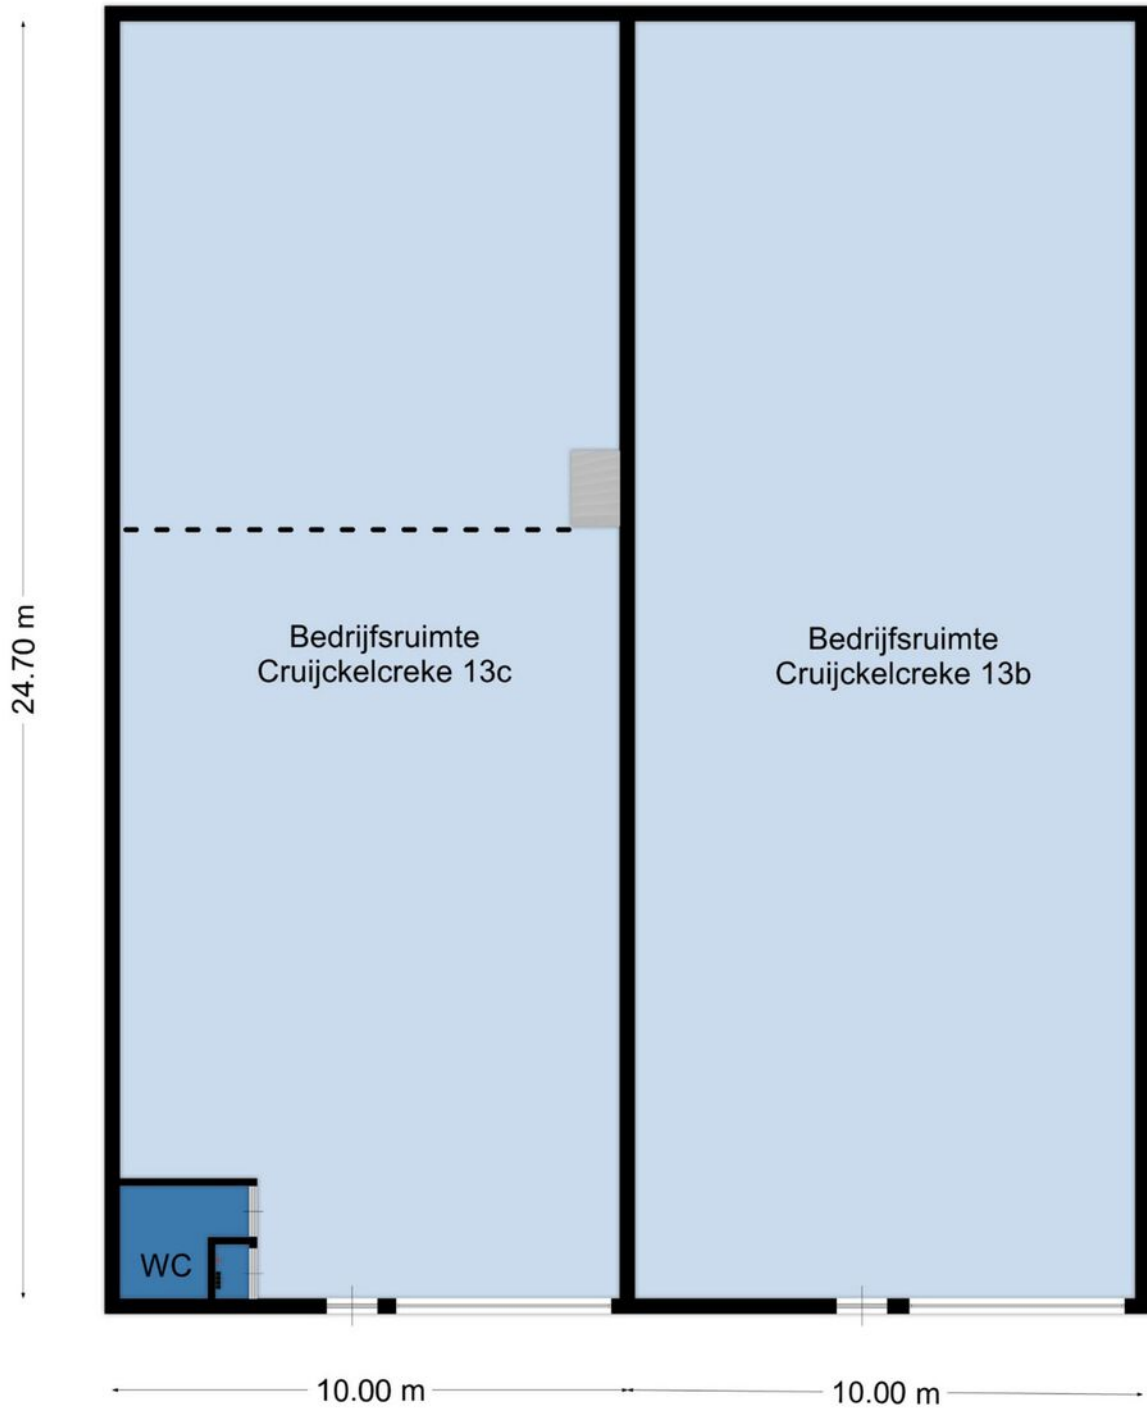 24.70 m
Bedrijfsruimte
Cruijckelcreke 13c
Bedrijfsruimte
Cruijckelcreke 13b
WC
10.00 m
10.00 m